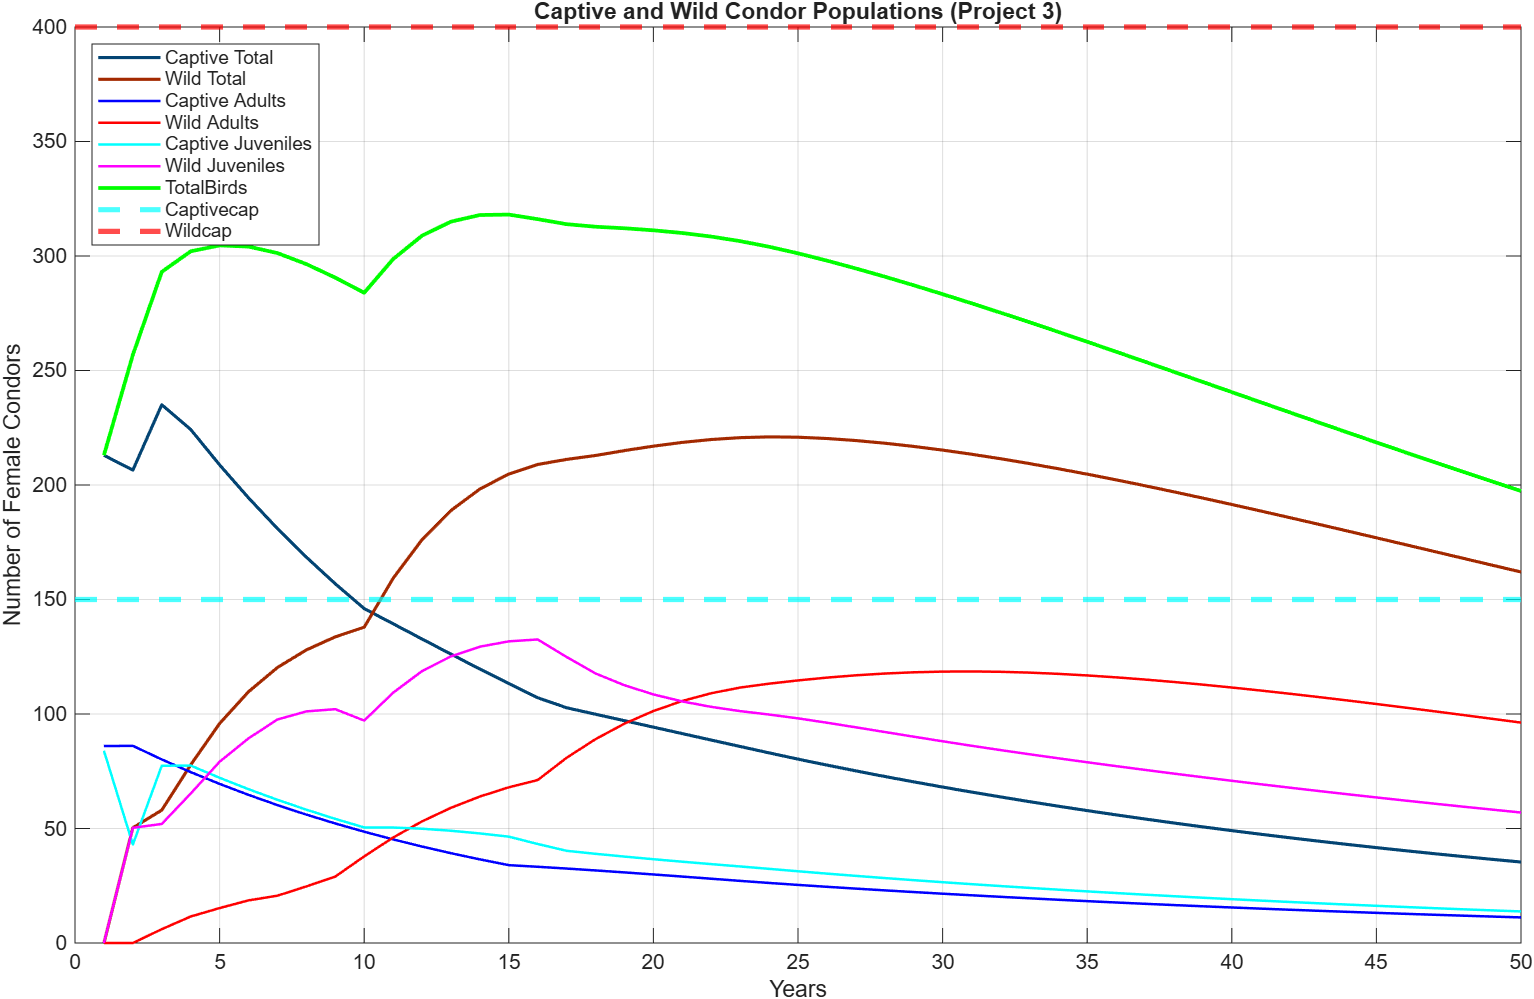 Captive and Wild Condor Populations (Project 3)
Number of Female Condors
400
350
300
250
200
150
100
50
0
Captive Total
Wild Total
Captive Adults
Wild Adults
Captive Juveniles
Wild Juveniles
TotalBirds
Captivecap
Wildcap
0 5 10 15 20 25 30 35 40 45 50
Years